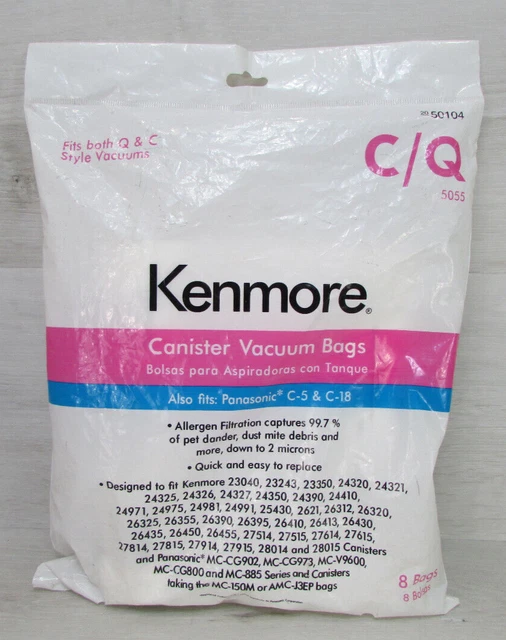 20 50104
Fits both Q & C
Style Vacuums
C/Q
5055
Kenmore®
Canister Vacuum Bags
Bolsas para Aspiradoras con Tanque
Also fits: Panasonic® C-5 & C-18
• Allergen Filtration captures 99.7 %
of pet dander, dust mite debris and
more, down to 2 microns
• Quick and easy to replace
• Designed to fit Kenmore 23040, 23243, 23350, 24320, 24321,
24325, 24326, 24327, 24350, 24390, 24410,
24971, 24975, 24981, 24991, 25430, 2621, 26312, 26320,
26325, 26355, 26390, 26395, 26410, 26413, 26430,
26435, 26450, 26455, 27514, 27515, 27614, 27615,
27814, 27815, 27914, 27915, 28014 and 28015 Canisters
and Panasonic® MC-CG902, MC-CG973, MC-V9600,
MC-CG800 and MC-885 Series and Canisters
taking the MC-150M or AMC-J3EP bags
8 Bags
8 Bolsas